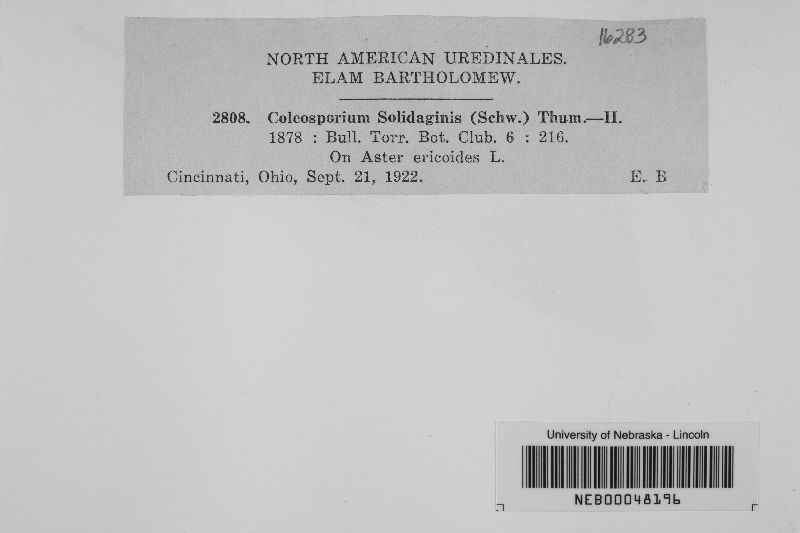 16283
NORTH AMERICAN UREDINALES.
ELAM BARTHOLOMEW.
2808. Coleosporium Solidaginis (Schw.) Thum.—II.
1878 : Bull. Torr. Bot. Club. 6 : 216.
On Aster ericoides L.
Cincinnati, Ohio, Sept. 21, 1922. E. B
University of Nebraska - Lincoln
NEB00048196